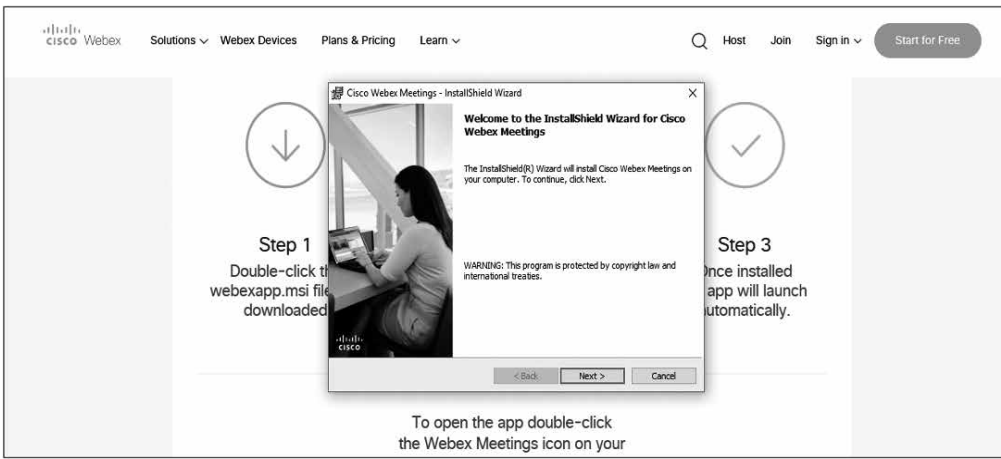 CISCO Webex
Solutions Webex Devices Plans & Pricing Learn Host Join Sign in Start for Free
Cisco Webex Meetings - InstallShield Wizard X
Welcome to the InstallShield Wizard for Cisco
Webex Meetings
The InstallShield(R) Wizard will install Cisco Webex Meetings on
your computer. To continue, click Next.
WARNING: This program is protected by copyright law and
international treaties.
CISCO
< Back Next > Cancel
Step 1
Double-click
webexapp.msi
downloaded
Step 3
installed
app will launch
To open the app double-click
the Webex Meetings icon on your